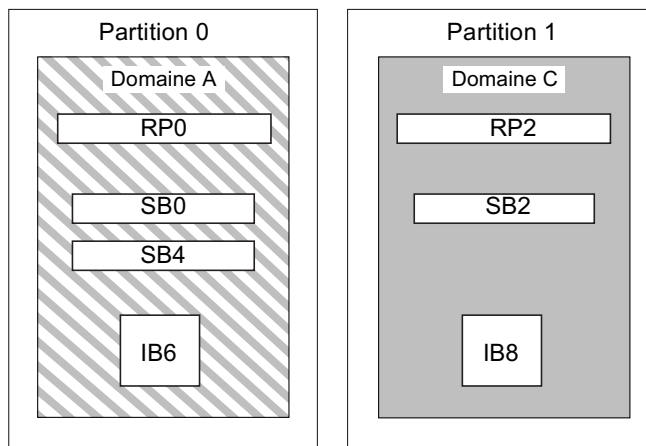 Partition 0
Domaine A
RP0
SB0
SB4
IB6
Partition 1
Domaine C
RP2
SB2
IB8